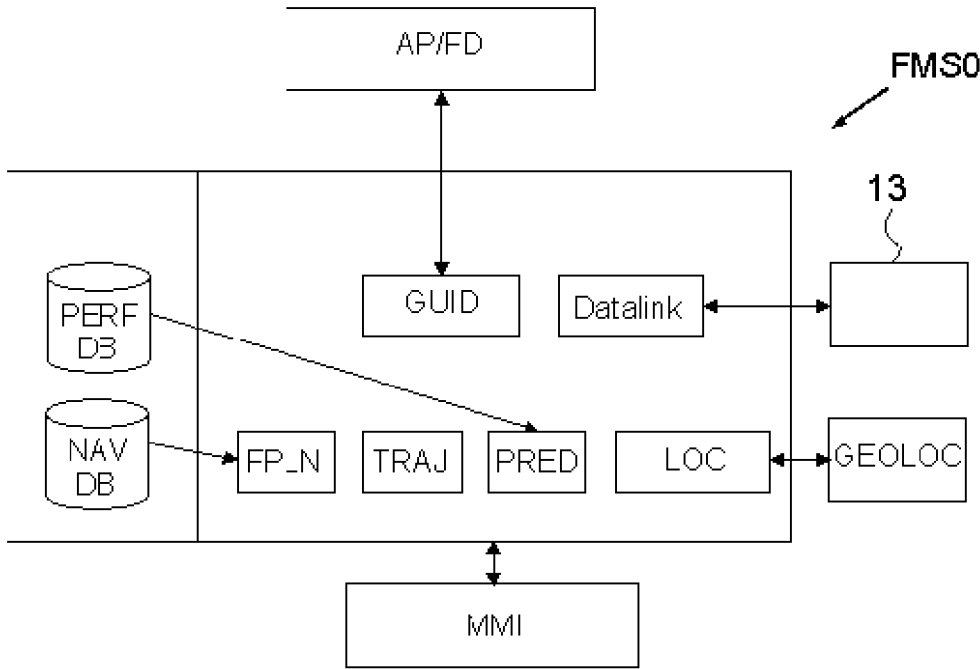 AP/FD
FMS0
13
PERF
DB
GUID
Datalink
NAV
DB
FP_N
TRAJ
PRED
LOC
GEOLOC
MMI